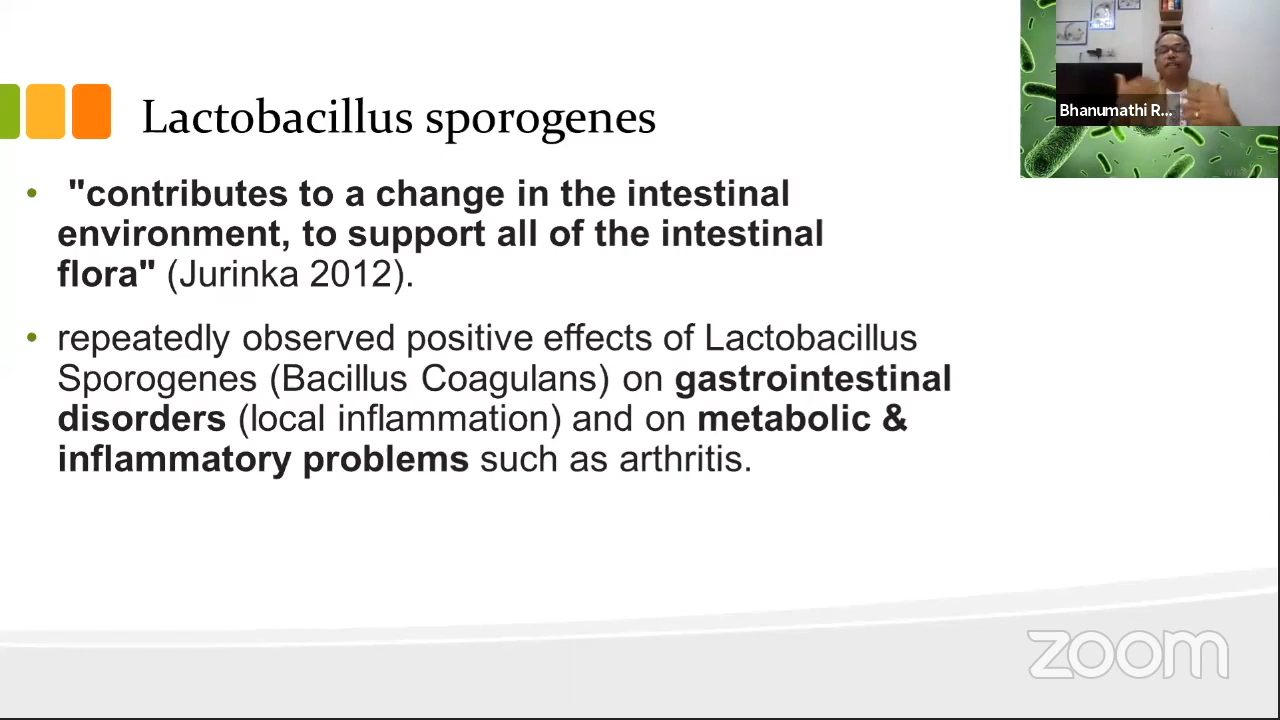 Lactobacillus sporogenes
• "contributes to a change in the intestinal
environment, to support all of the intestinal
flora" (Jurinka 2012).
• repeatedly observed positive effects of Lactobacillus
Sporogenes (Bacillus Coagulans) on gastrointestinal
disorders (local inflammation) and on metabolic &
inflammatory problems such as arthritis.
Bhanumathi R...
zoom